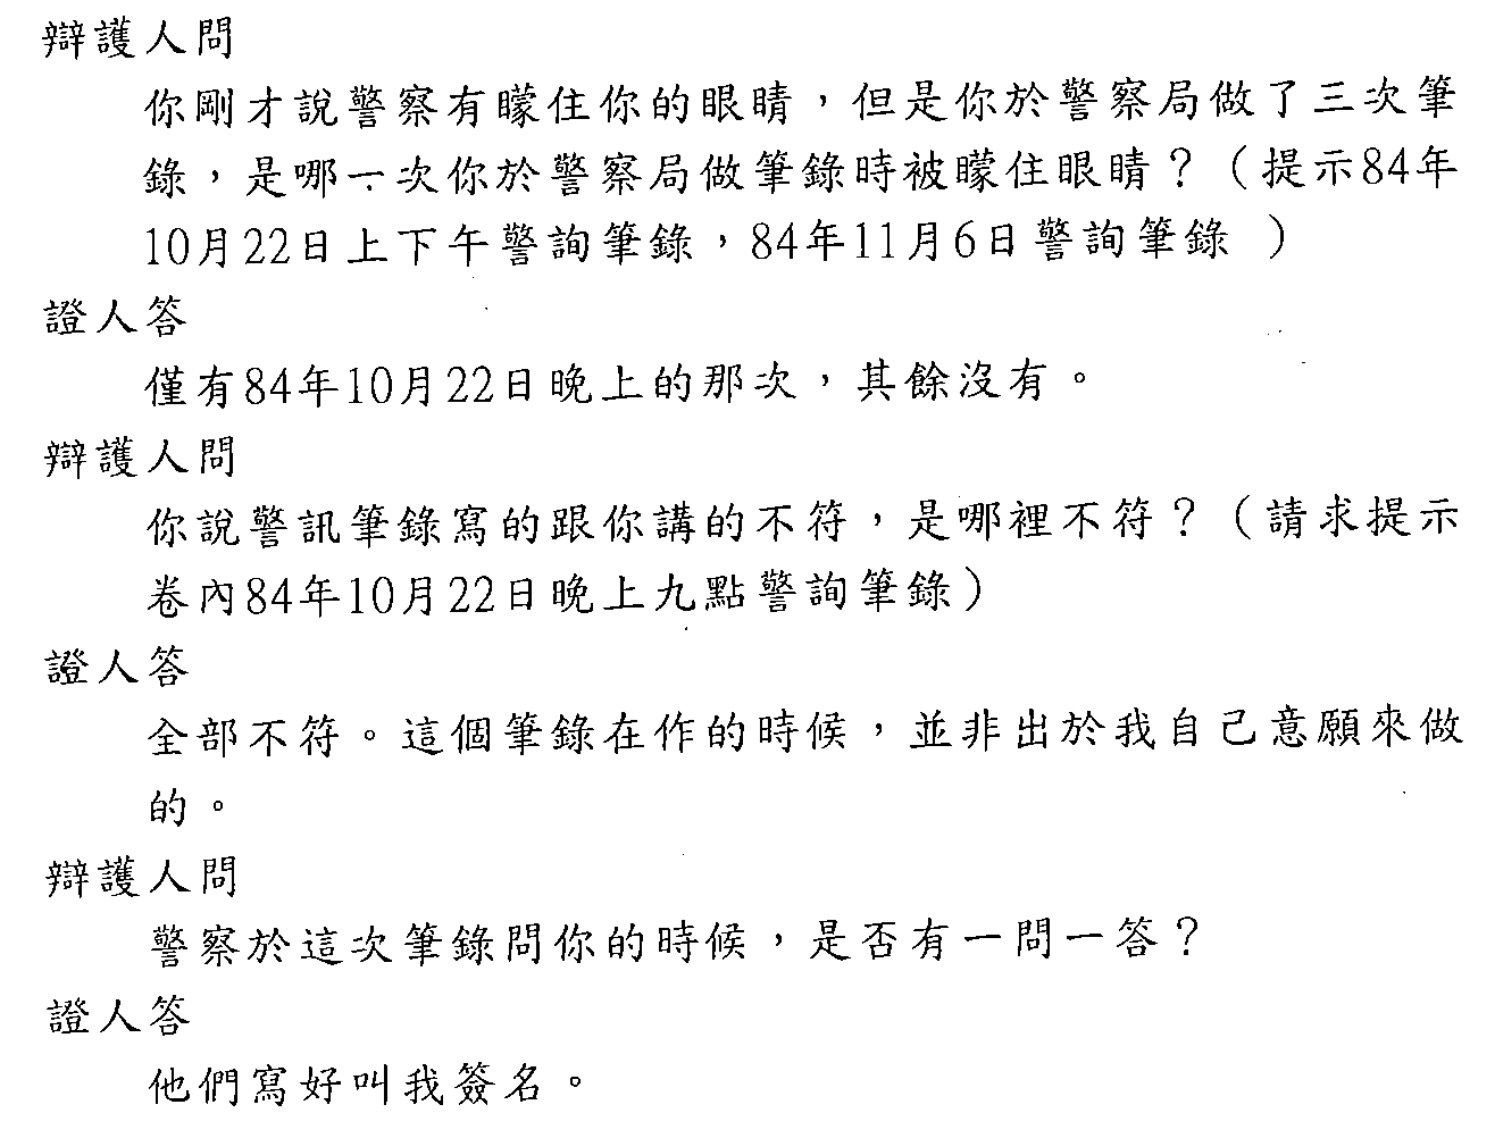 辯護人問
你剛才說警察有矇住你的眼睛，但是你於警察局做了三次筆
錄，是哪一次你於警察局做筆錄時被矇住眼睛？（提示84年
10月22日上下午警詢筆錄，84年11月6日警詢筆錄 ）
證人答
僅有84年10月22日晚上的那次，其餘沒有。
辯護人問
你說警訊筆錄寫的跟你講的不符，是哪裡不符？（請求提示
卷內84年10月22日晚上九點警詢筆錄）
證人答
全部不符。這個筆錄在作的時候，並非出於我自己意願來做
的。
辯護人問
警察於這次筆錄問你的時候，是否有一問一答？
證人答
他們寫好叫我簽名。